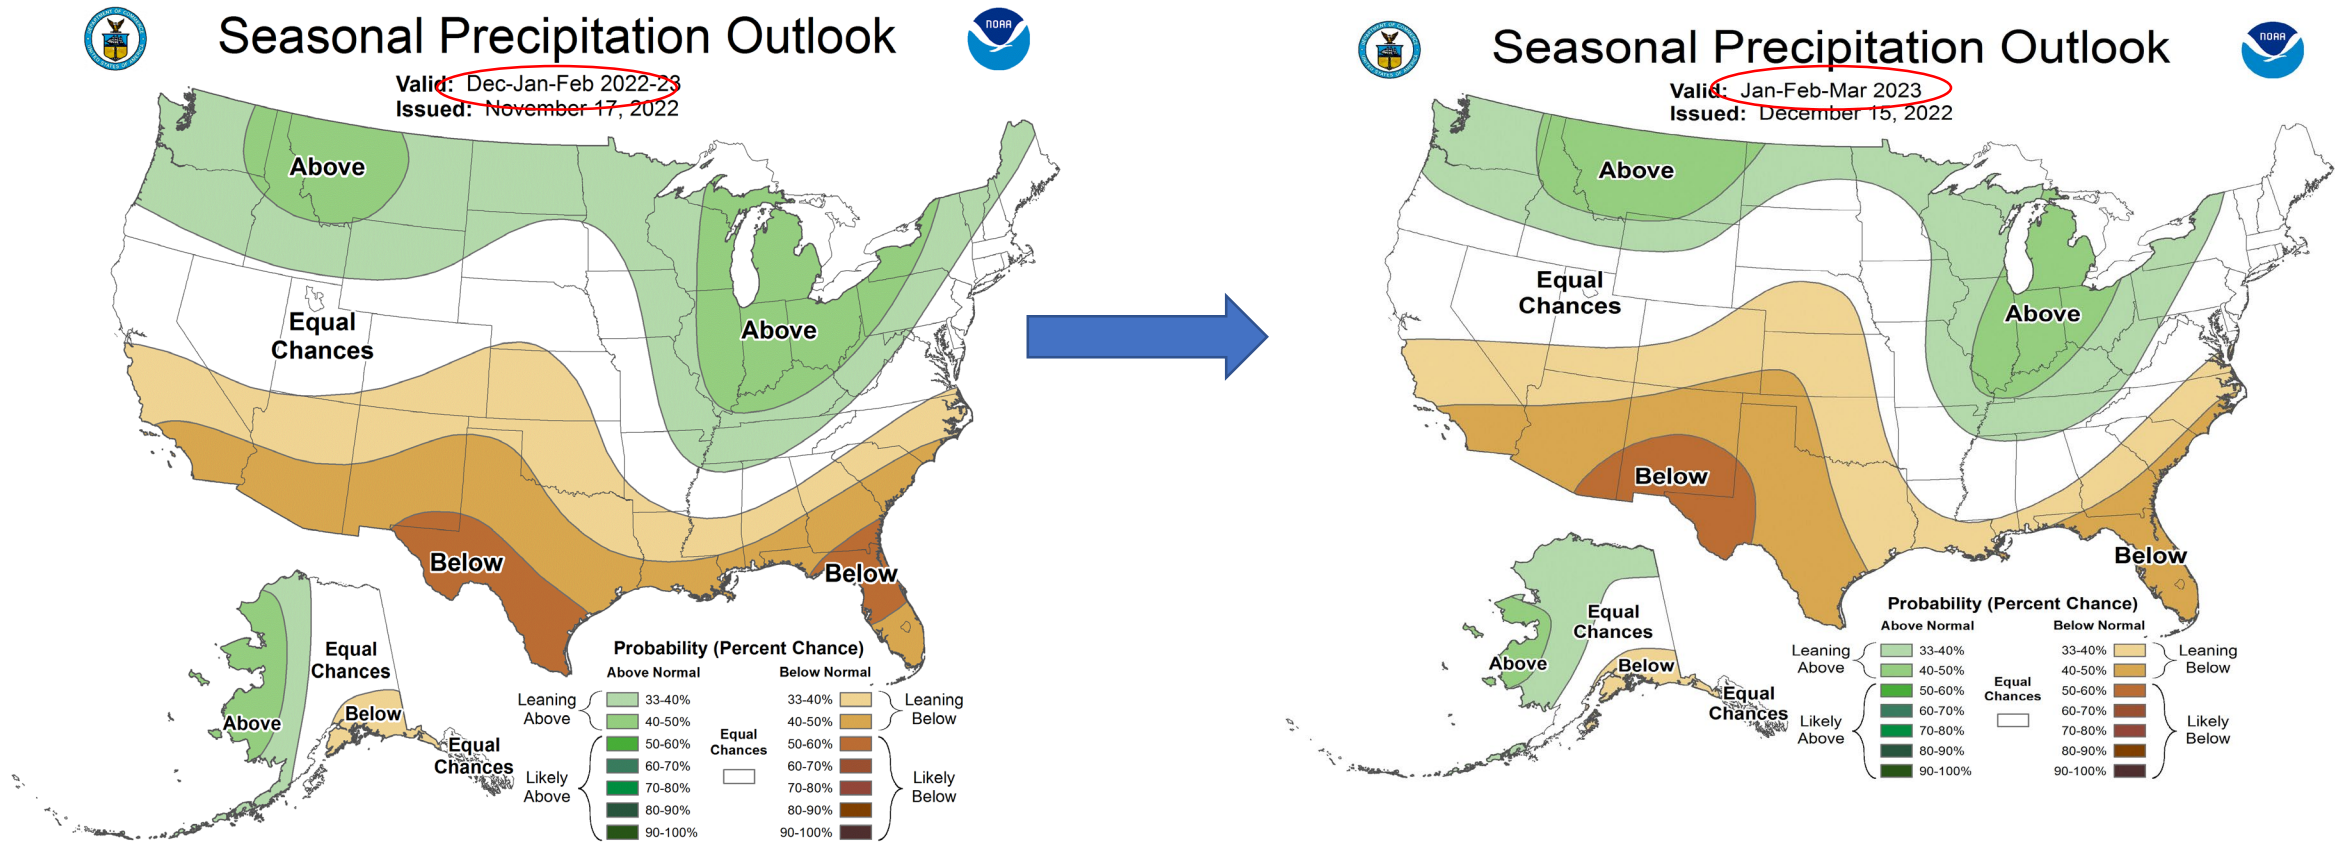 Seasonal Precipitation Outlook
NOAA
Valid: Dec-Jan-Feb 2022-23
Issued: November 17, 2022
Above
Above
Equal
Chances
Below
Below
Equal
Chances
Above
Below
Equal
Chances
Probability (Percent Chance)
Above Normal
Below Normal
Leaning
Above
33-40%
40-50%
Likely
Above
50-60%
60-70%
70-80%
80-90%
90-100%
Equal
Chances
33-40%
40-50%
Leaning
Below
50-60%
60-70%
70-80%
80-90%
90-100%
Likely
Below
Seasonal Precipitation Outlook
NOAA
Valid: Jan-Feb-Mar 2023
Issued: December 15, 2022
Above
Equal
Chances
Above
Below
Below
Equal
Chances
Above
Below
Equal
Chances
Probability (Percent Chance)
Above Normal
Below Normal
Leaning
Above
33-40%
40-50%
Likely
Above
50-60%
60-70%
70-80%
80-90%
90-100%
Equal
Chances
33-40%
40-50%
Leaning
Below
50-60%
60-70%
70-80%
80-90%
90-100%
Likely
Below